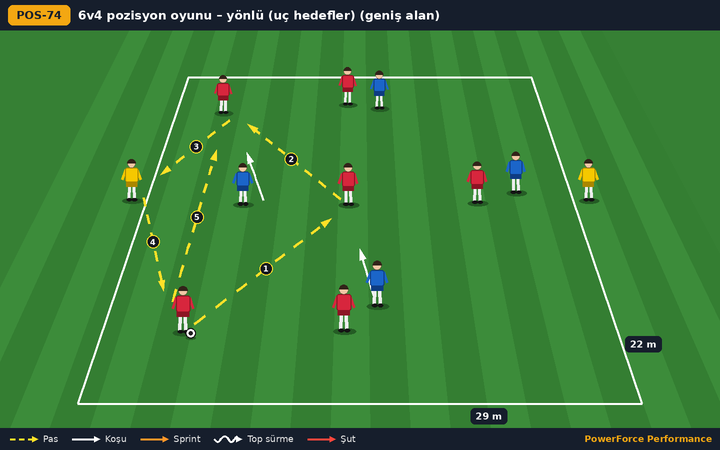 POS-74 6v4 pozisyon oyunu – yönlü (uç hedefler) (geniş alan)
3
2
4
5
1
22 m
29 m
Pas Koşu Sprint Top sürme Şut PowerForce Performance